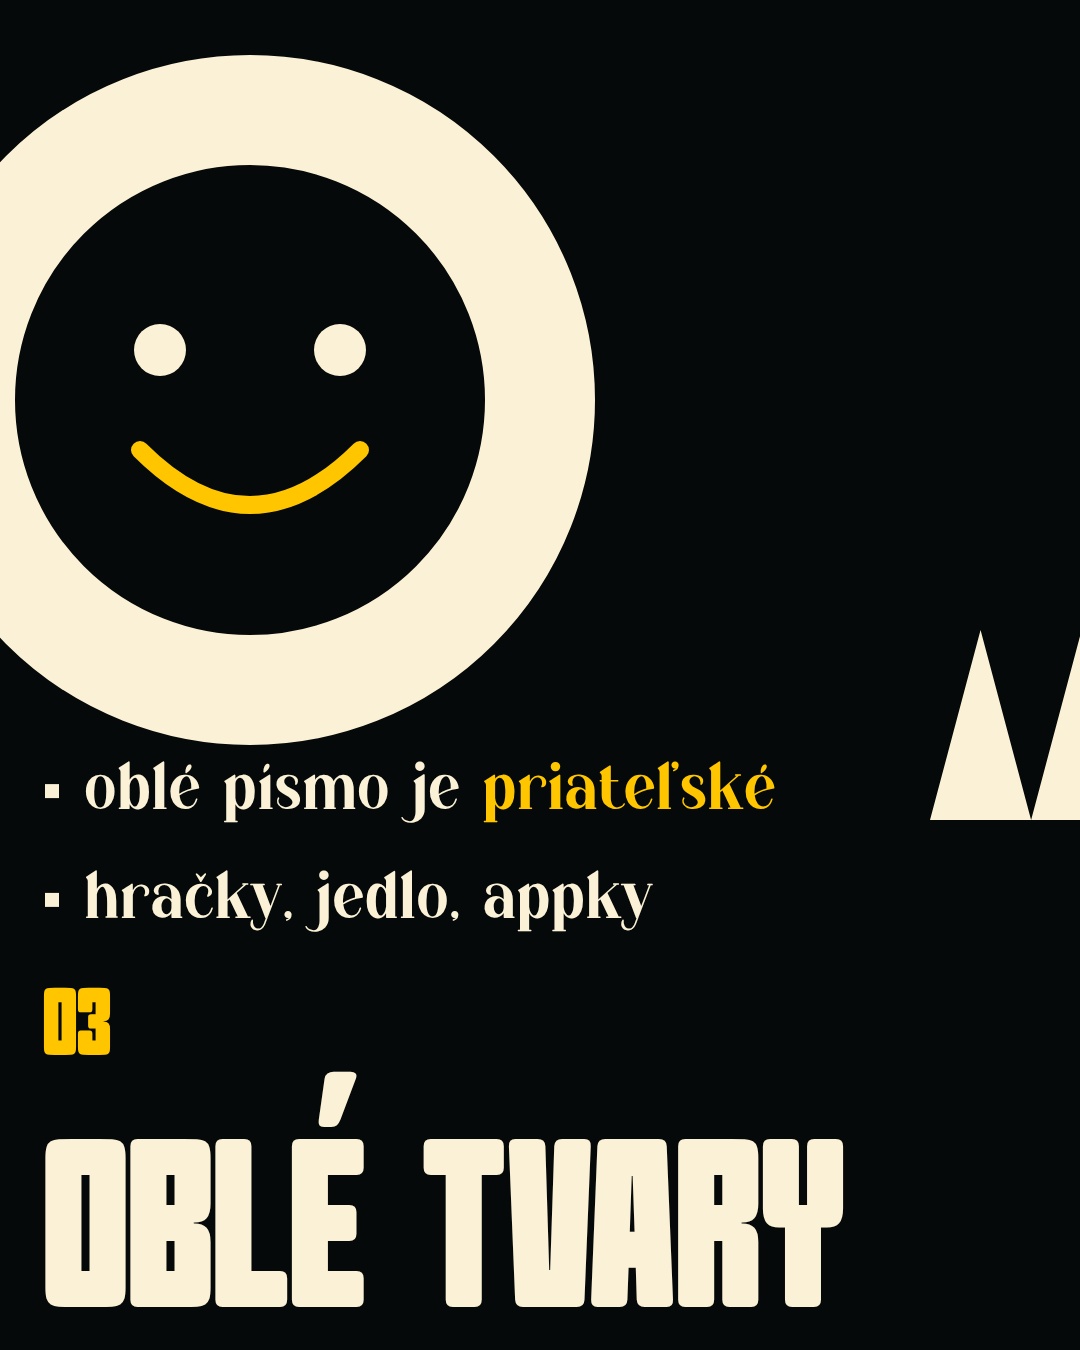 ▪ oblé písmo je priateľské
▪ hračky, jedlo, appky
03
OBLÉ TVARY